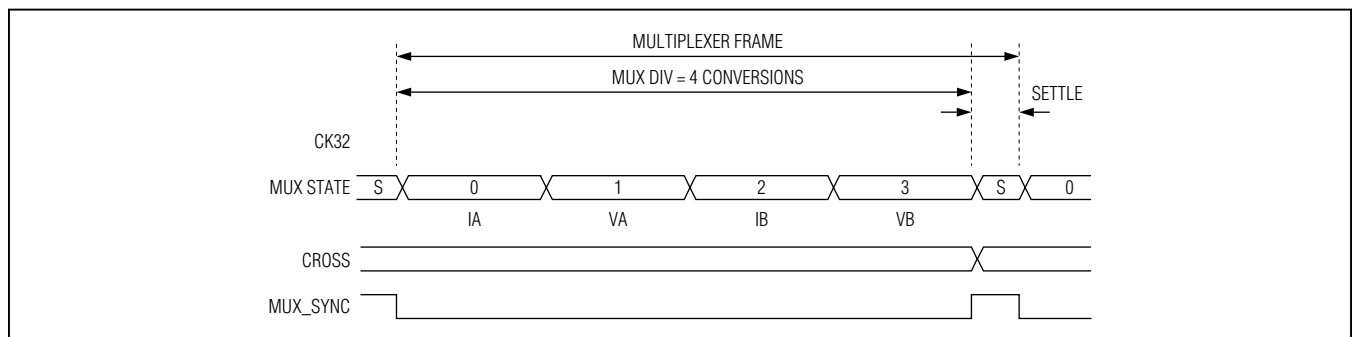 MULTIPLEXER FRAME
MUX DIV = 4 CONVERSIONS
SETTLE
CK32
MUX STATE S 0 1 2 3 S 0
IA VA IB VB
CROSS
MUX_SYNC